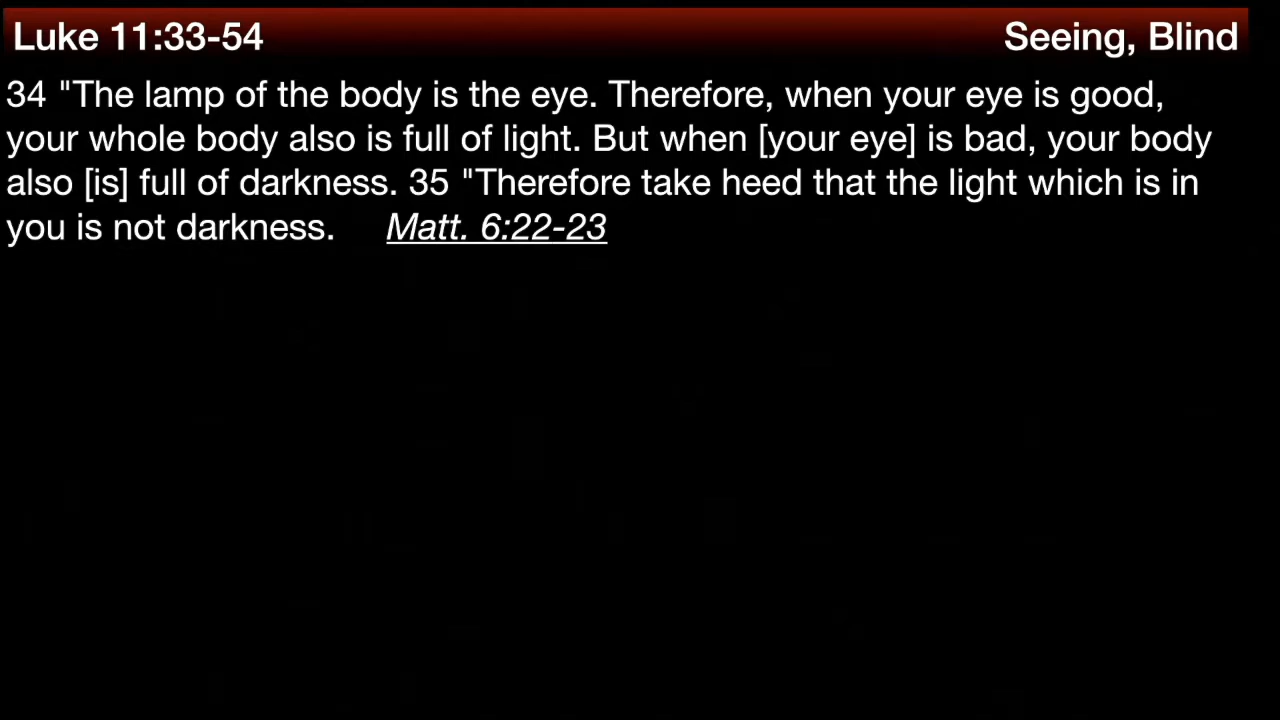 Luke 11:33-54 Seeing, Blind
34 "The lamp of the body is the eye. Therefore, when your eye is good,
your whole body also is full of light. But when [your eye] is bad, your body
also [is] full of darkness. 35 "Therefore take heed that the light which is in
you is not darkness. Matt. 6:22-23